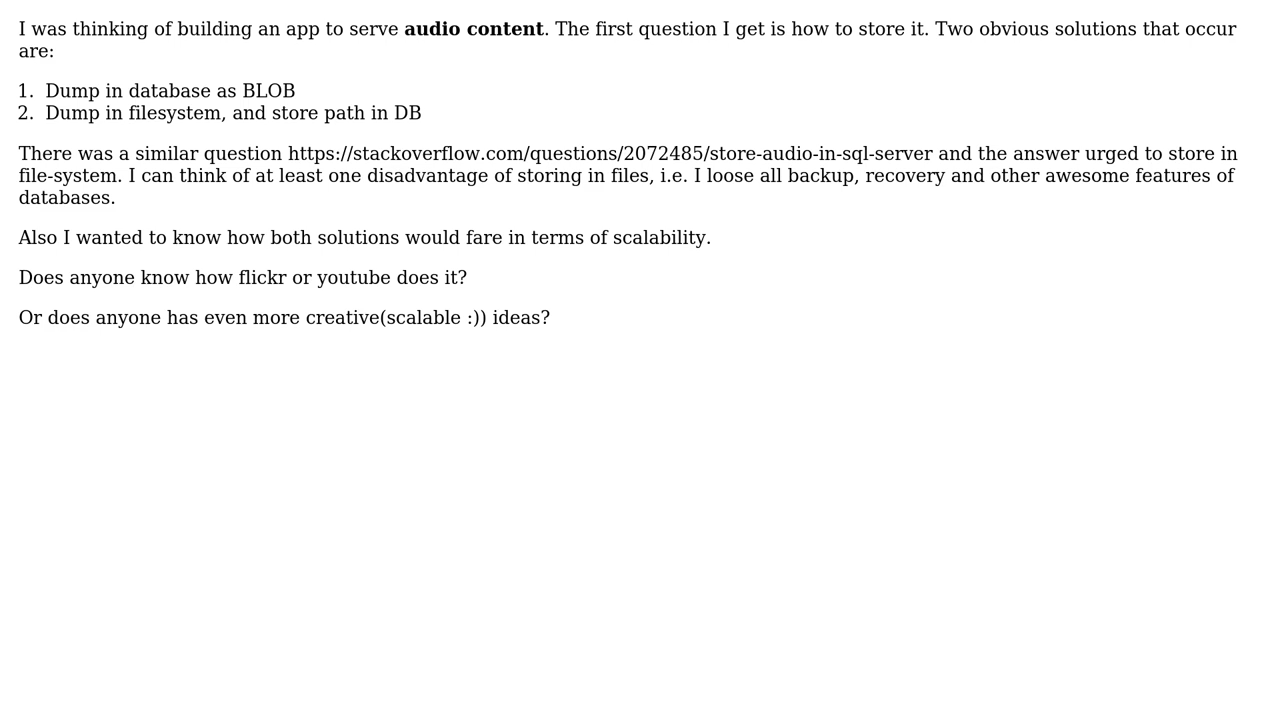 I was thinking of building an app to serve audio content. The first question I get is how to store it. Two obvious solutions that occur
are:
1. Dump in database as BLOB
2. Dump in filesystem, and store path in DB
There was a similar question https://stackoverflow.com/questions/2072485/store-audio-in-sql-server and the answer urged to store in
file-system. I can think of at least one disadvantage of storing in files, i.e. I loose all backup, recovery and other awesome features of
databases.
Also I wanted to know how both solutions would fare in terms of scalability.
Does anyone know how flickr or youtube does it?
Or does anyone has even more creative(scalable :)) ideas?